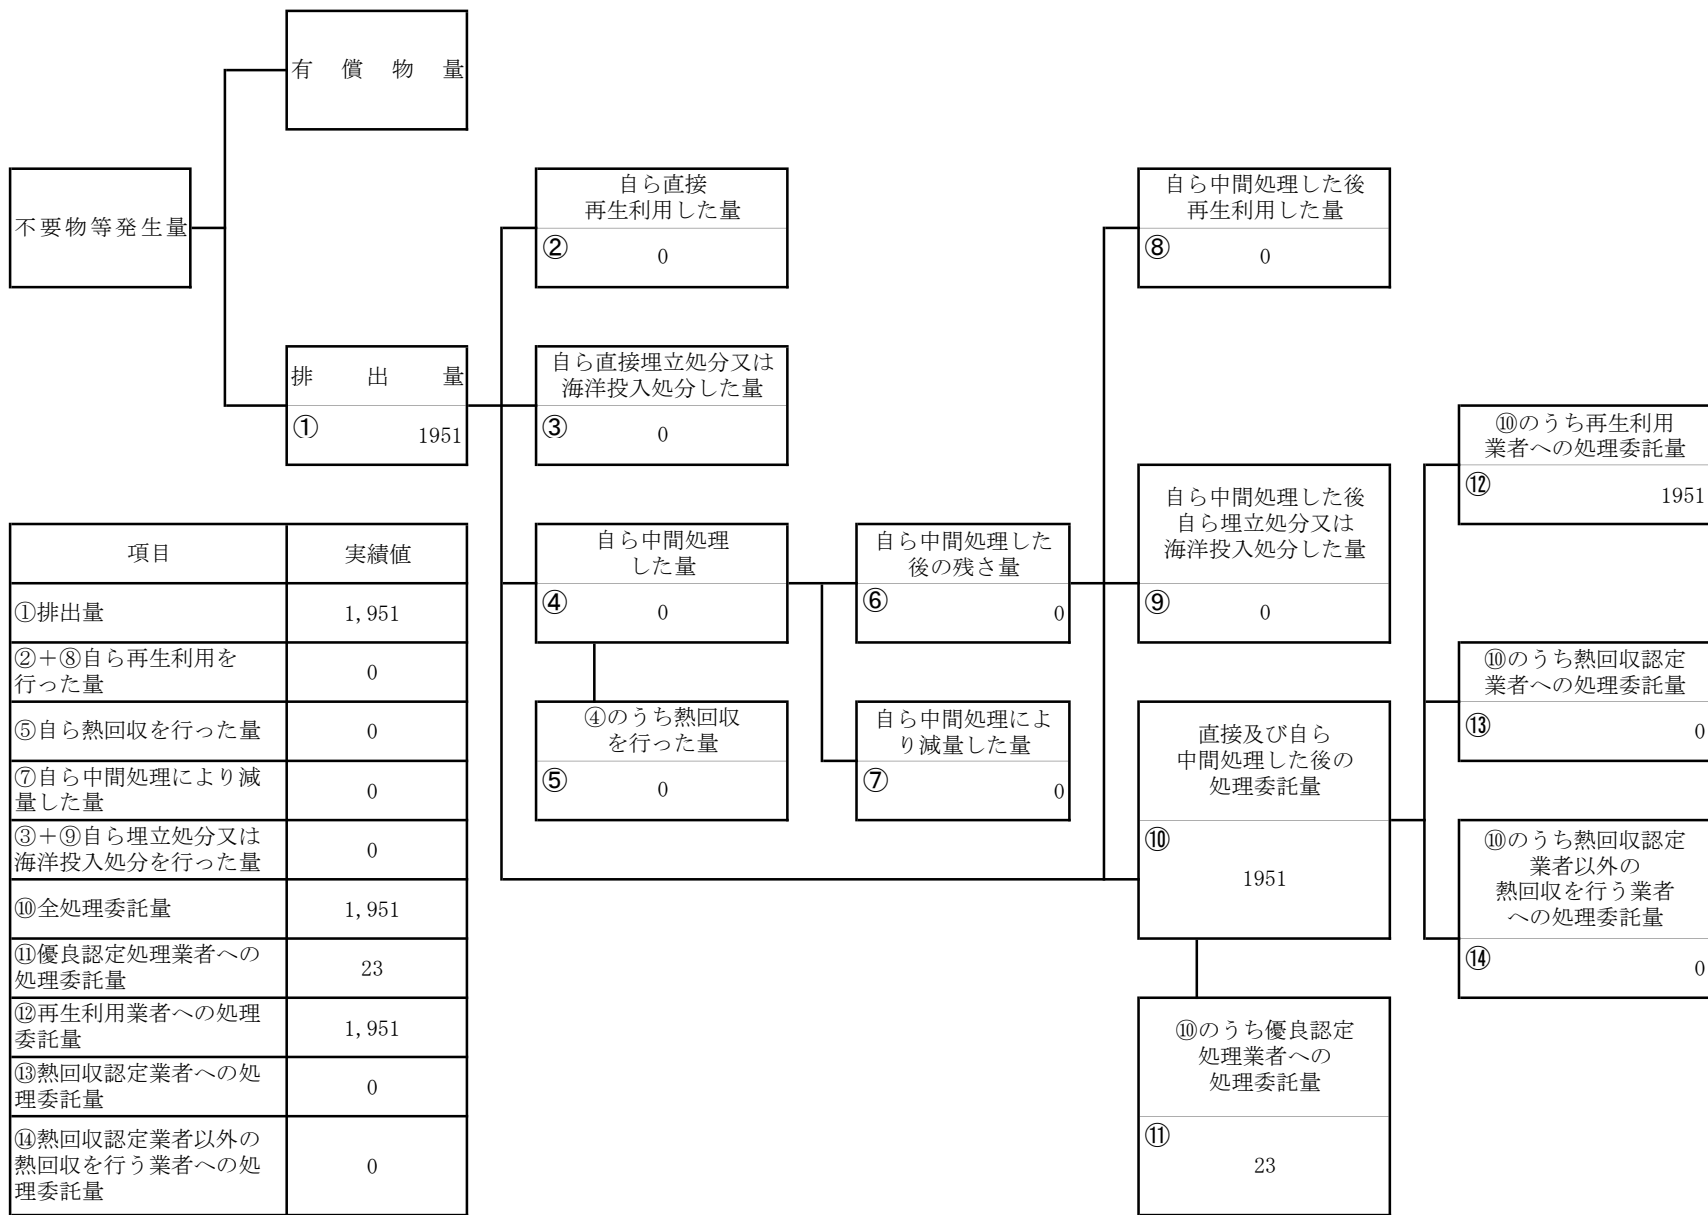 有償物量
不要物等発生量
自ら直接
再生利用した量
② 0
自ら中間処理した後
再生利用した量
⑧ 0
排出量
① 1951
自ら直接埋立処分又は
海洋投入処分した量
③ 0
⑩のうち再生利用
業者への処理委託量
⑫ 1951
自ら中間処理した後
自ら埋立処分又は
海洋投入処分した量
⑨ 0
自ら中間処理
した量
④ 0
自ら中間処理した
後の残さ量
⑥ 0
⑩のうち熱回収認定
業者への処理委託量
⑬ 0
④のうち熱回収
を行った量
⑤ 0
自ら中間処理によ
り減量した量
⑦ 0
直接及び自ら
中間処理した後の
処理委託量
⑩
1951
⑩のうち熱回収認定
業者以外の
熱回収を行う業者
への処理委託量
⑭ 0
⑩のうち優良認定
処理業者への
処理委託量
⑪
23
項目 実績値
①排出量 1,951
②+⑧自ら再生利用を
行った量 0
⑤自ら熱回収を行った量 0
⑦自ら中間処理により減
量した量 0
③+⑨自ら埋立処分又は
海洋投入処分を行った量 0
⑩全処理委託量 1,951
⑪優良認定処理業者への
処理委託量 23
⑫再生利用業者への処理
委託量 1,951
⑬熱回収認定業者への処
理委託量 0
⑭熱回収認定業者以外の
熱回収を行う業者への処
理委託量 0